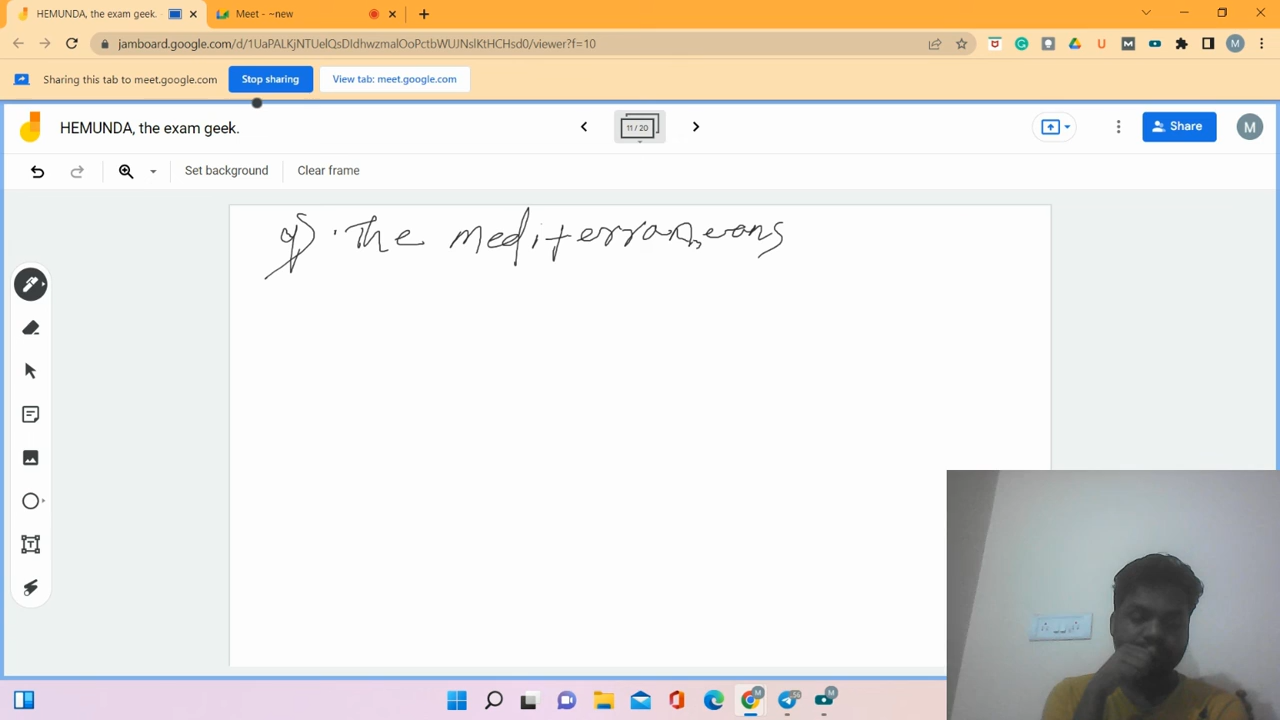 HEMUNDA, the exam geek.
Meet - ~new
jamboard.google.com/d/1UaPALKjNTUelQsDIdhwzmalOoPctbWUJNslKtHCHsd0/viewer?f=10
Sharing this tab to meet.google.com
Stop sharing
View tab: meet.google.com
HEMUNDA, the exam geek.
11 / 20
Share
M
Set background
Clear frame
The mediterraneans